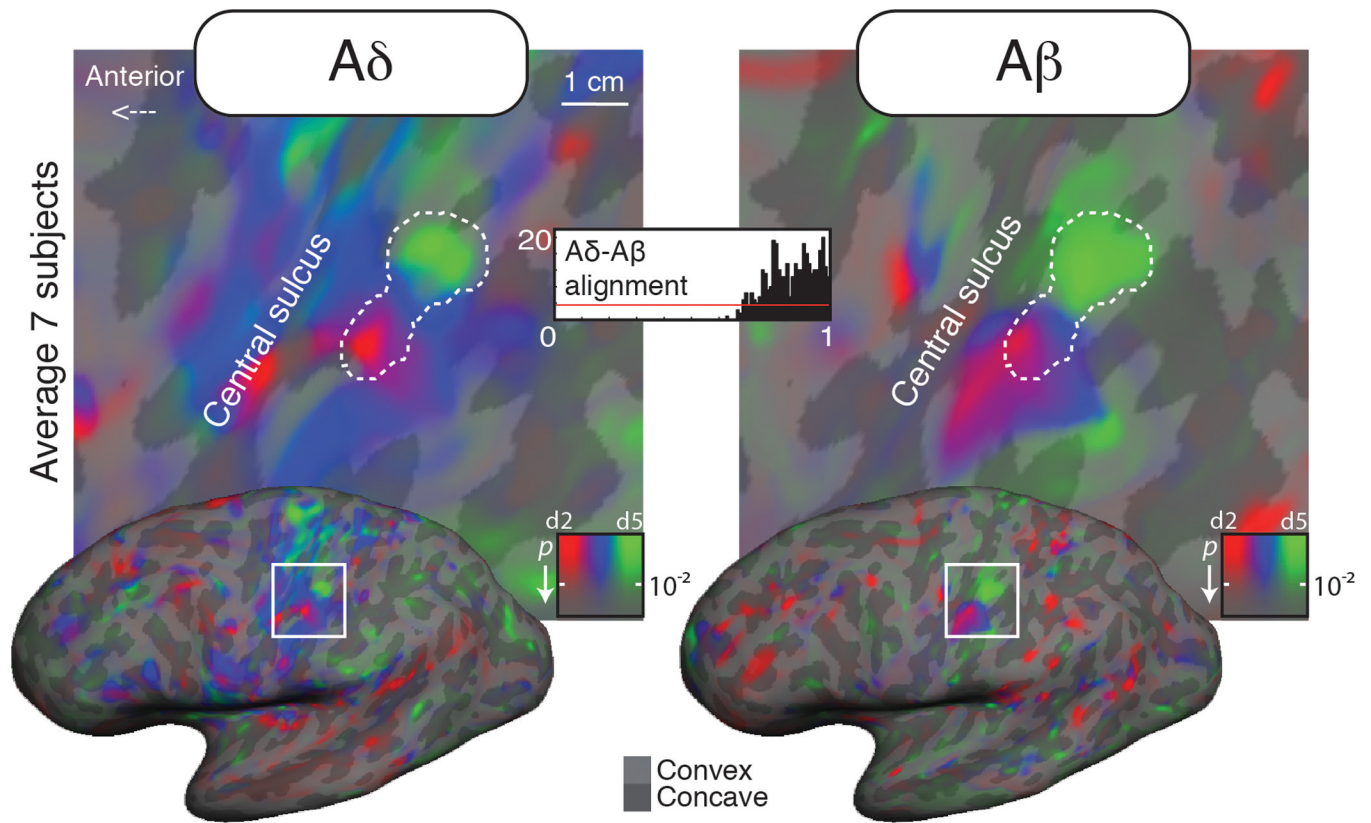 Aδ
Aβ
Anterior
<---
1 cm
Average 7 subjects
Central sulcus
20
Aδ-Aβ
alignment
0
1
Central sulcus
d2
d5
p
10⁻²
d2
d5
p
10⁻²
Convex
Concave